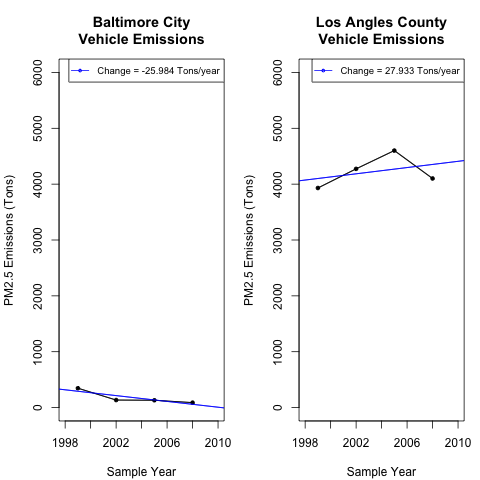 Baltimore City
Vehicle Emissions
Change = -25.984 Tons/year
PM2.5 Emissions (Tons)
6000
5000
4000
3000
2000
1000
0
1998
2002
2006
2010
Sample Year
Los Angles County
Vehicle Emissions
Change = 27.933 Tons/year
PM2.5 Emissions (Tons)
6000
5000
4000
3000
2000
1000
0
1998
2002
2006
2010
Sample Year